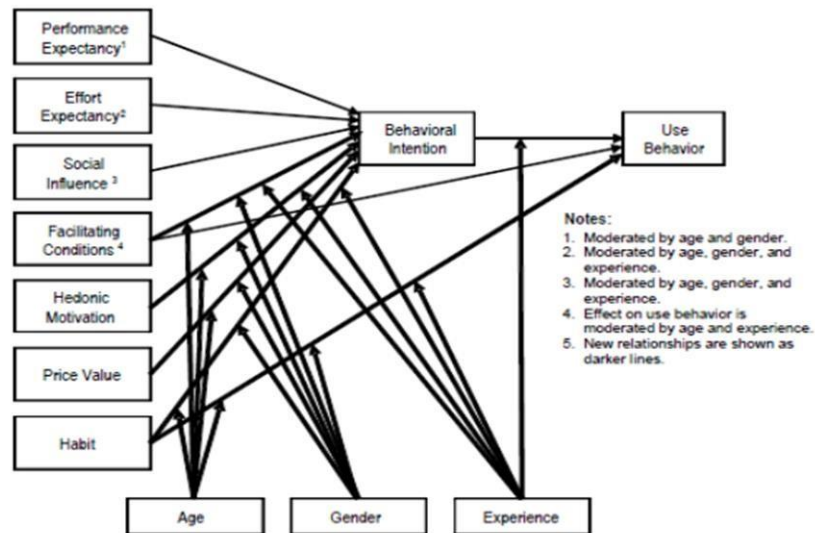 Performance
Expectancy¹
Effort
Expectancy²
Social
Influence ³
Facilitating
Conditions ⁴
Hedonic
Motivation
Price Value
Habit
Behavioral
Intention
Use
Behavior
Notes:
1. Moderated by age and gender.
2. Moderated by age, gender, and
experience.
3. Moderated by age, gender, and
experience.
4. Effect on use behavior is
moderated by age and experience.
5. New relationships are shown as
darker lines.
Age
Gender
Experience